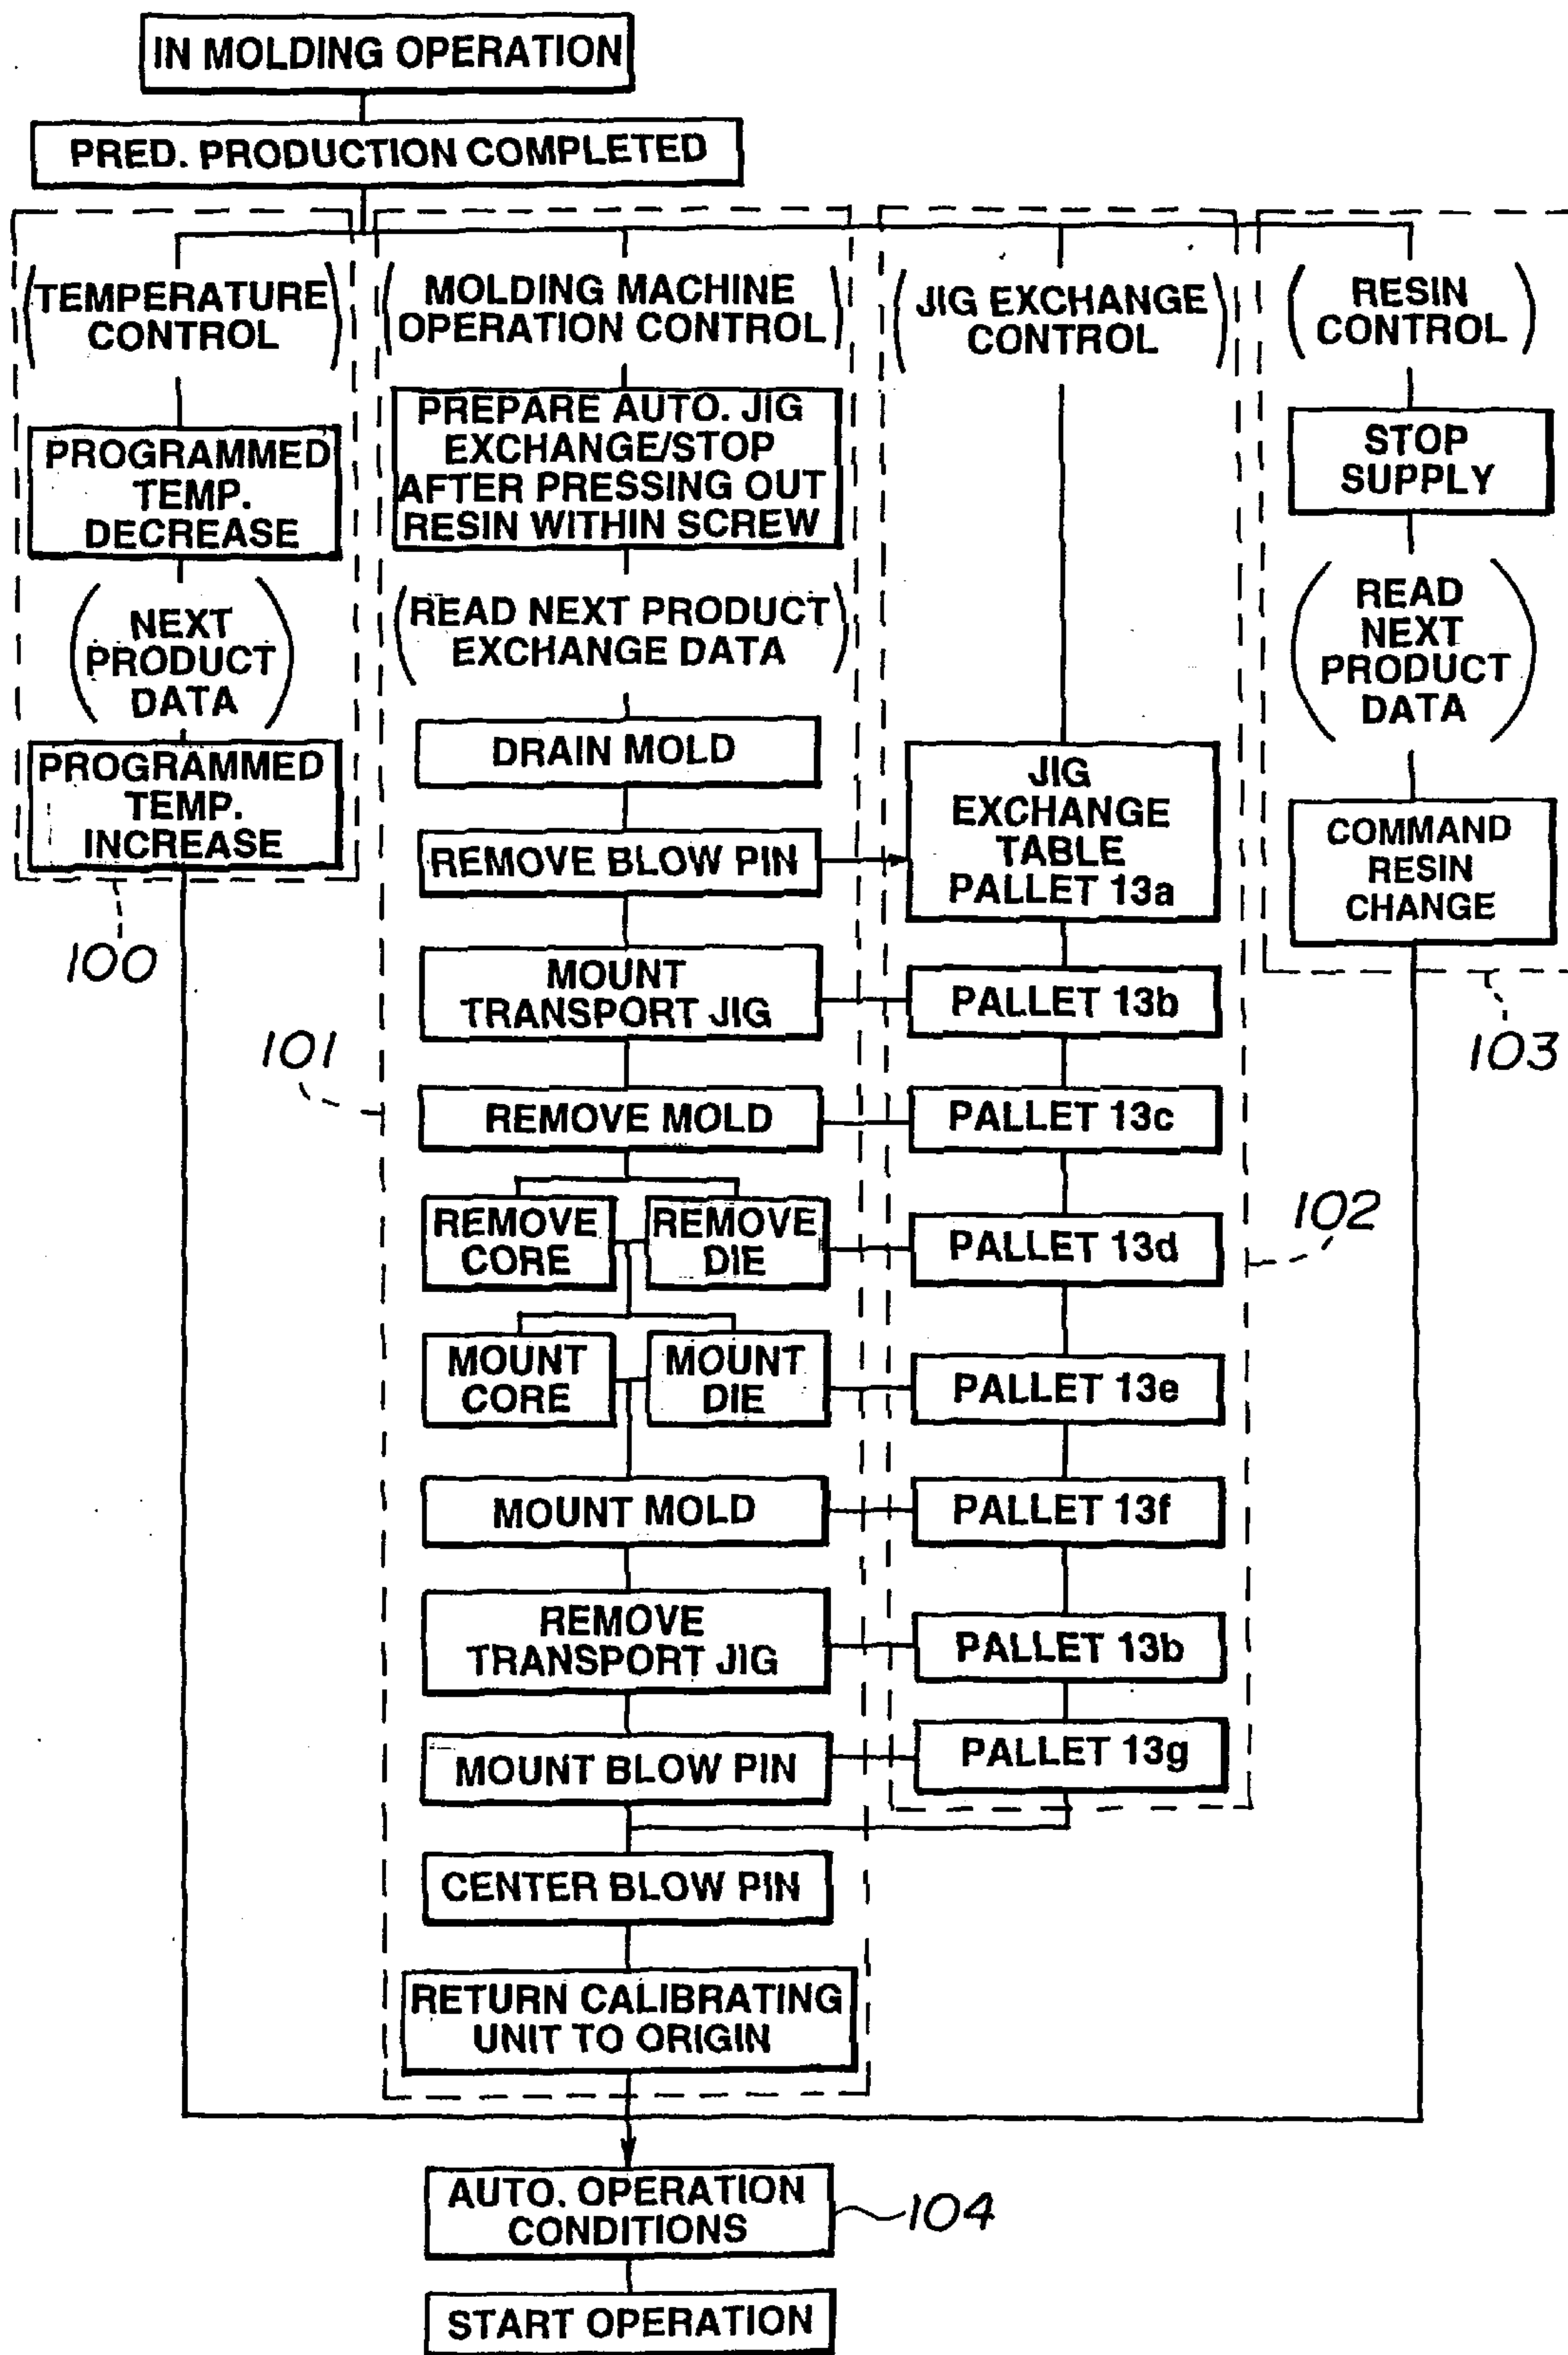 IN MOLDING OPERATION
PRED. PRODUCTION COMPLETED
(TEMPERATURE
CONTROL)
PROGRAMMED
TEMP.
DECREASE
(NEXT
PRODUCT
DATA)
PROGRAMMED
TEMP.
INCREASE
100
(MOLDING MACHINE
OPERATION CONTROL)
PREPARE AUTO. JIG
EXCHANGE/STOP
AFTER PRESSING OUT
RESIN WITHIN SCREW
(READ NEXT PRODUCT
EXCHANGE DATA)
DRAIN MOLD
REMOVE BLOW PIN
MOUNT
TRANSPORT JIG
101
REMOVE MOLD
REMOVE
CORE
REMOVE
DIE
MOUNT
CORE
MOUNT
DIE
MOUNT MOLD
REMOVE
TRANSPORT JIG
MOUNT BLOW PIN
CENTER BLOW PIN
RETURN CALIBRATING
UNIT TO ORIGIN
(JIG EXCHANGE
CONTROL)
JIG
EXCHANGE
TABLE
PALLET 13a
PALLET 13b
PALLET 13c
PALLET 13d
102
PALLET 13e
PALLET 13f
PALLET 13b
PALLET 13g
(RESIN
CONTROL)
STOP
SUPPLY
(READ
NEXT
PRODUCT
DATA)
COMMAND
RESIN
CHANGE
103
AUTO. OPERATION
CONDITIONS
104
START OPERATION